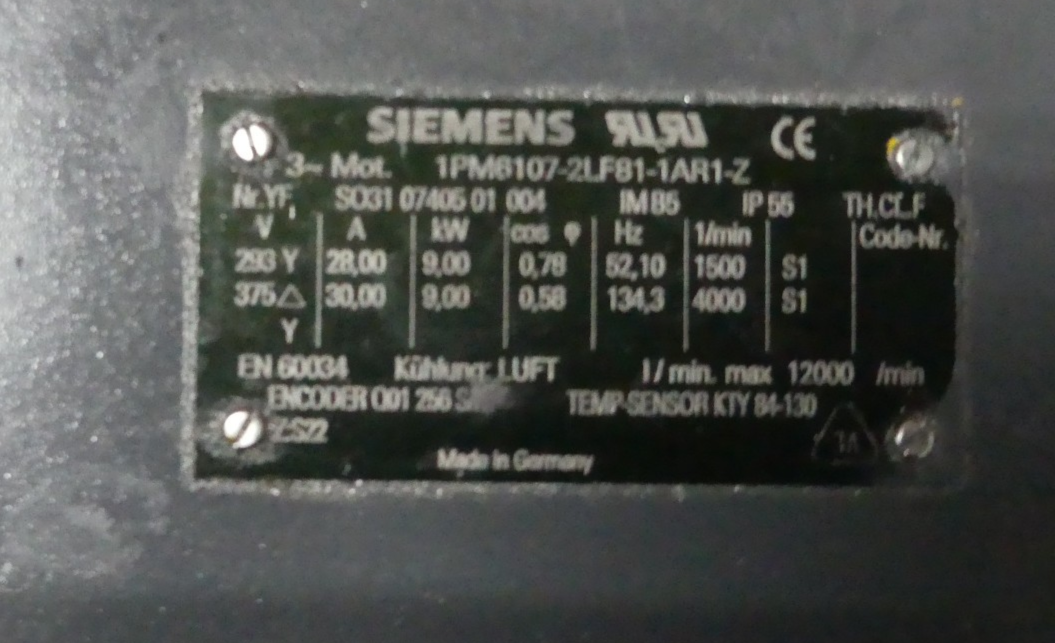 SIEMENS
3~ Mot. 1PM6107-2LF81-1AR1-Z
Nr.YF, SO31 07405 01 004 IM B5 IP 55 TH.CL.F
V A kW cos φ Hz 1/min Code-Nr.
293 Y 28,00 9,00 0,78 52,10 1500 S1
375 △ 30,00 9,00 0,58 134,3 4000 S1
Y
EN 60034 Kühlung: LUFT 1/min. max 12000 /min
ENCODER 001 256 TEMP-SENSOR KTY 84-130
Z: S22
Made in Germany